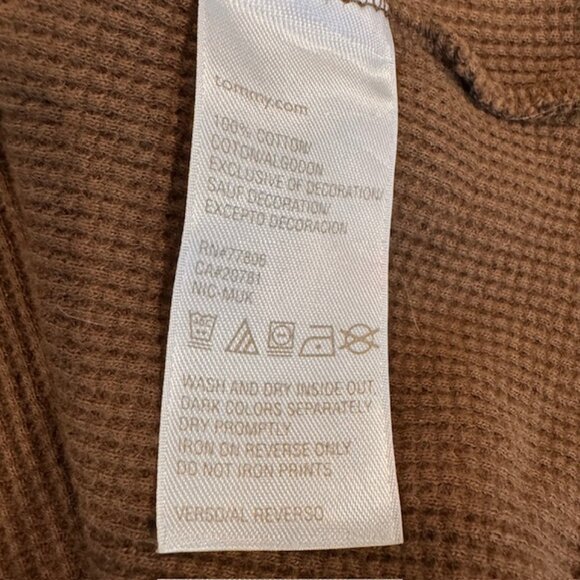 tommy.com
100% COTTON/
COTON/ALGODON
EXCLUSIVE OF DECORATION/
SAUF DECORATION/
EXCEPTO DECORACION
RN#77806
CA#20781
NIC-MUK
WASH AND DRY INSIDE OUT
DARK COLORS SEPARATELY
DRY PROMPTLY
IRON ON REVERSE ONLY
DO NOT IRON PRINTS
VERSO/AL REVERSO